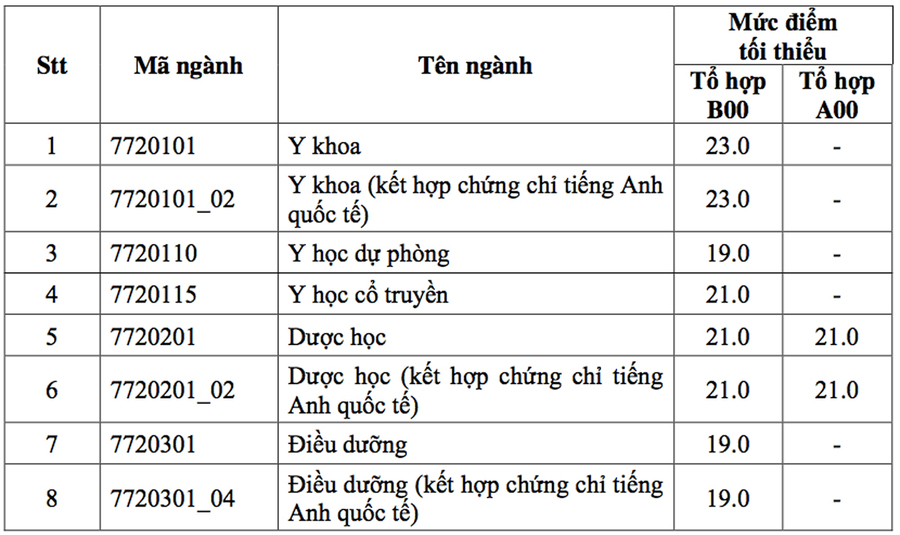 Stt Mã ngành Tên ngành Mức điểm
tối thiểu
Tổ hợp Tổ hợp
B00 A00
1 7720101 Y khoa 23.0 -
2 7720101_02 Y khoa (kết hợp chứng chỉ tiếng Anh
quốc tế) 23.0 -
3 7720110 Y học dự phòng 19.0 -
4 7720115 Y học cổ truyền 21.0 -
5 7720201 Dược học 21.0 21.0
6 7720201_02 Dược học (kết hợp chứng chỉ tiếng
Anh quốc tế) 21.0 21.0
7 7720301 Điều dưỡng 19.0 -
8 7720301_04 Điều dưỡng (kết hợp chứng chỉ tiếng
Anh quốc tế) 19.0 -